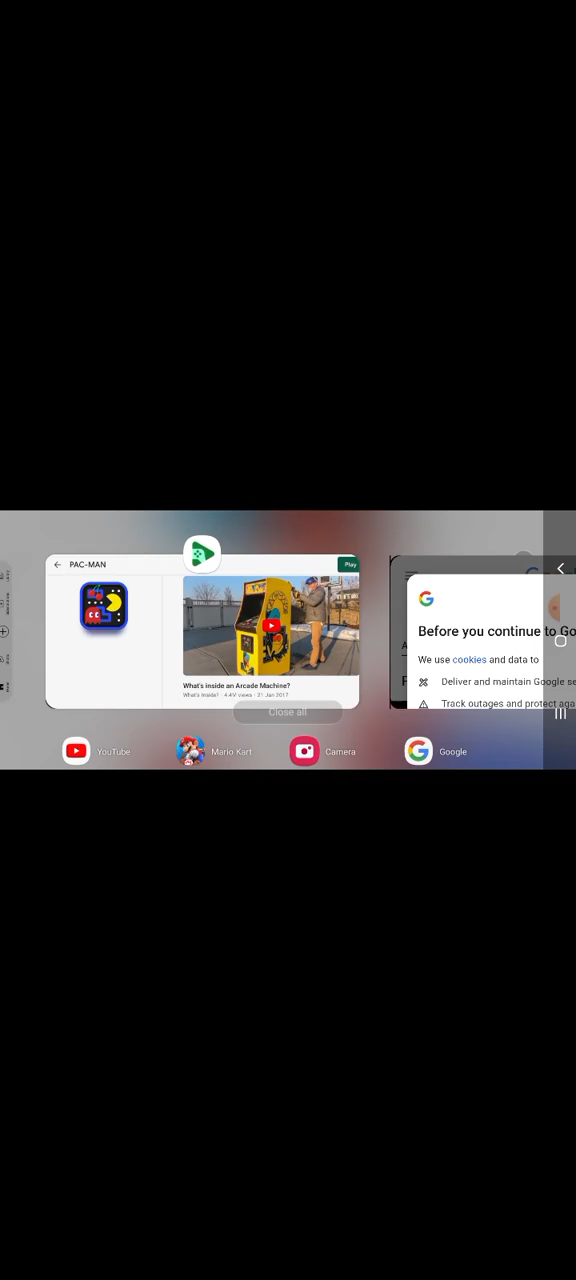 PAC-MAN
Play
What's inside an Arcade Machine?
What's Inside? · 4.4M views · 21 Jan 2017
Close all
Before you continue to Go
We use cookies and data to
Deliver and maintain Google se
Track outages and protect aga
YouTube
Mario Kart
Camera
Google